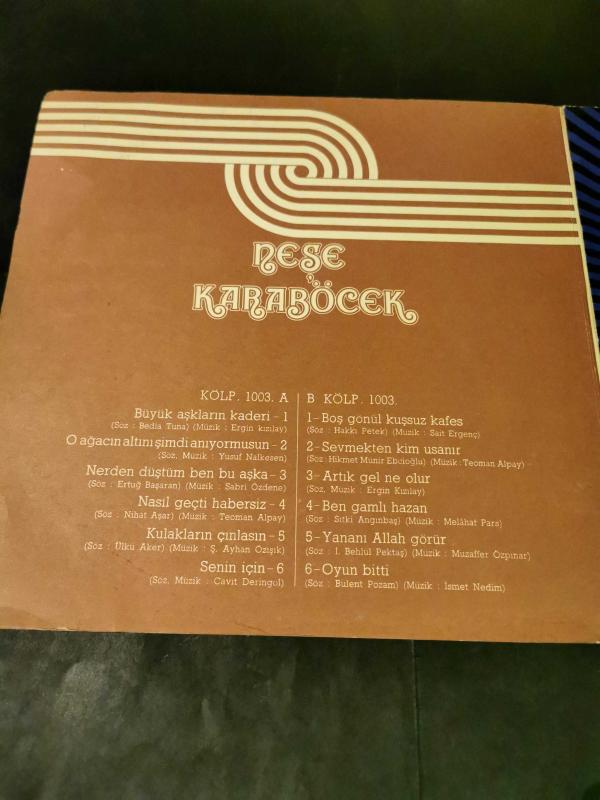 NEŞE
KARABÖCEK
KÖLP. 1003. A
Büyük aşkların kaderi - 1
(Söz : Bedia Tuna) (Müzik : Ergin kızılay)
O ağacın altını şimdi anıyormusun - 2
(Söz, Müzik : Yusuf Nalkesen)
Nerden düştüm ben bu aşka - 3
(Söz : Ertuğ Başaran) (Müzik : Sabri Özdene)
Nasıl geçti habersiz - 4
(Söz : Nihat Aşar) (Müzik : Teoman Alpay)
Kulakların çınlasın - 5
(Söz : Ülkü Aker) (Müzik : Ş. Ayhan Özışık)
Senin için - 6
(Söz, Müzik : Cavit Deringöl)
B KÖLP. 1003.
1 - Boş gönül kuşsuz kafes
(Söz : Hakkı Petek) (Müzik : Sait Ergenç)
2 - Sevmekten kim usanır
(Söz : Hikmet Münir Ebcioğlu) (Müzik : Teoman Alpay) -
3 - Artık gel ne olur
(Söz, Müzik : Ergin Kızılay)
4 - Ben gamlı hazan
(Söz : Sıtkı Angınbaş) (Müzik : Melâhat Pars)
5 - Yananı Allah görür
(Söz : I. Behlül Pektaş) (Müzik : Muzaffer Özpınar)
6 - Oyun bitti
(Söz : Bülent Pozam) (Müzik : İsmet Nedim)